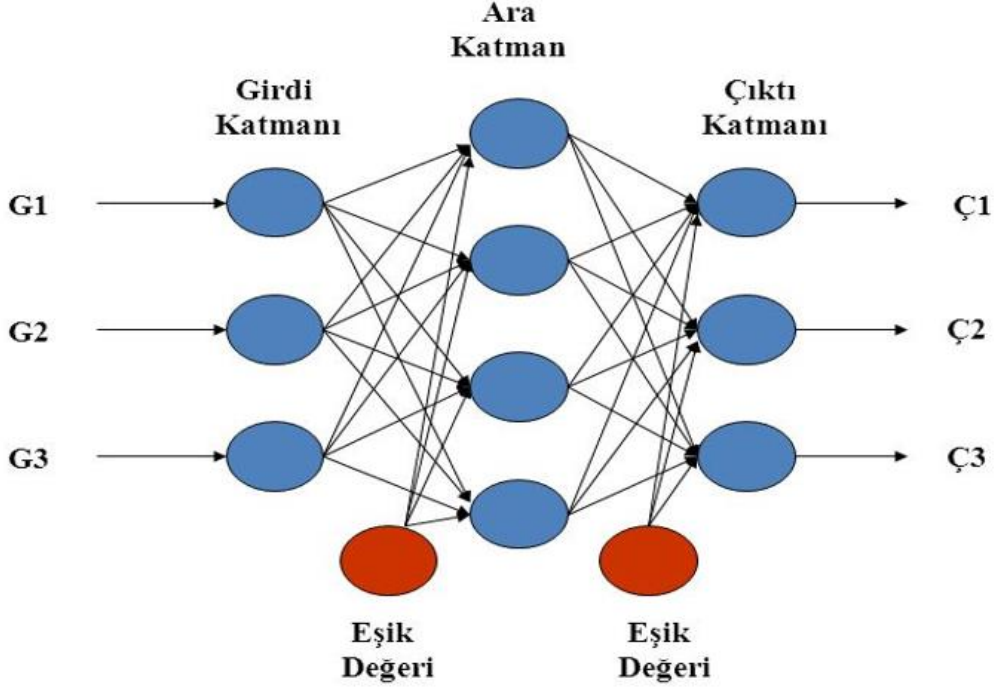 Ara
Katman
Girdi
Katmanı
Çıktı
Katmanı
G1
Ç1
G2
Ç2
G3
Ç3
Eşik
Değeri
Eşik
Değeri